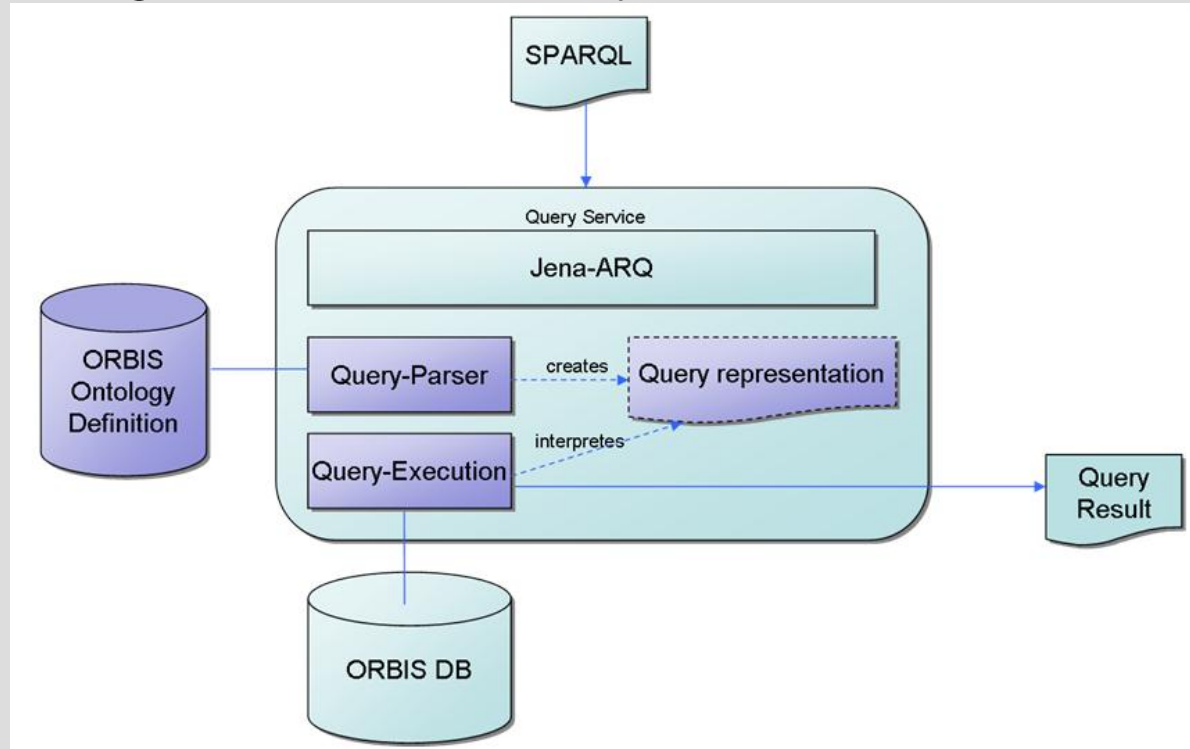 SPARQL
Query Service
Jena-ARQ
ORBIS
Ontology
Definition
Query-Parser
creates
Query representation
interpretes
Query-Execution
Query
Result
ORBIS DB